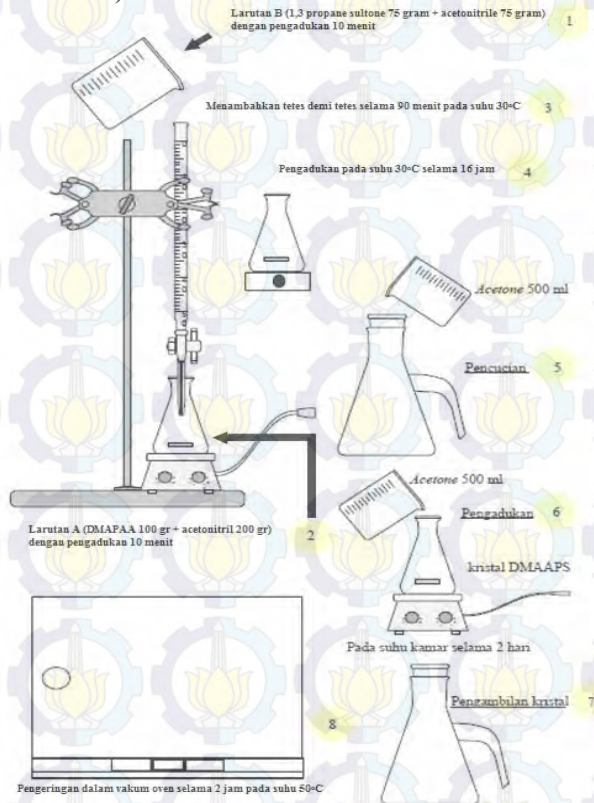 Larutan B (1,3 propane sultone 75 gram + acetonitrile 75 gram)
dengan pengadukan 10 menit
1
Menambahkan tetes demi tetes selama 90 menit pada suhu 30°C
3
Pengadukan pada suhu 30°C selama 16 jam
4
Acetone 500 ml
Pencucian
5
Acetone 500 ml
Pengadukan
6
Larutan A (DMAPAA 100 gr + acetonitril 200 gr)
dengan pengadukan 10 menit
2
kristal DMAAPS
Pada suhu kamar selama 2 hari
Pengambilan kristal
7
8
Pengeringan dalam vakum oven selama 2 jam pada suhu 50°C